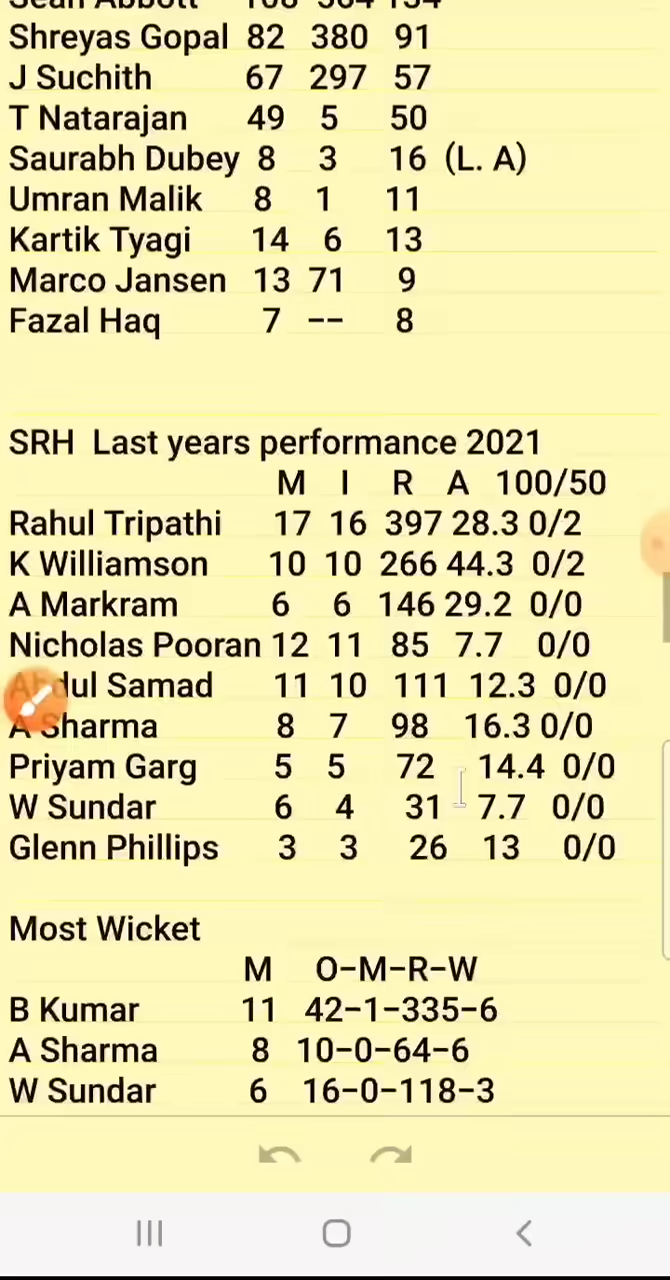 Sean Abbott 108 564 134
Shreyas Gopal 82 380 91
J Suchith 67 297 57
T Natarajan 49 5 50
Saurabh Dubey 8 3 16 (L. A)
Umran Malik 8 1 11
Kartik Tyagi 14 6 13
Marco Jansen 13 71 9
Fazal Haq 7 -- 8
SRH Last years performance 2021
M I R A 100/50
Rahul Tripathi 17 16 397 28.3 0/2
K Williamson 10 10 266 44.3 0/2
A Markram 6 6 146 29.2 0/0
Nicholas Pooran 12 11 85 7.7 0/0
Abdul Samad 11 10 111 12.3 0/0
A Sharma 8 7 98 16.3 0/0
Priyam Garg 5 5 72 14.4 0/0
W Sundar 6 4 31 7.7 0/0
Glenn Phillips 3 3 26 13 0/0
Most Wicket
M O-M-R-W
B Kumar 11 42-1-335-6
A Sharma 8 10-0-64-6
W Sundar 6 16-0-118-3